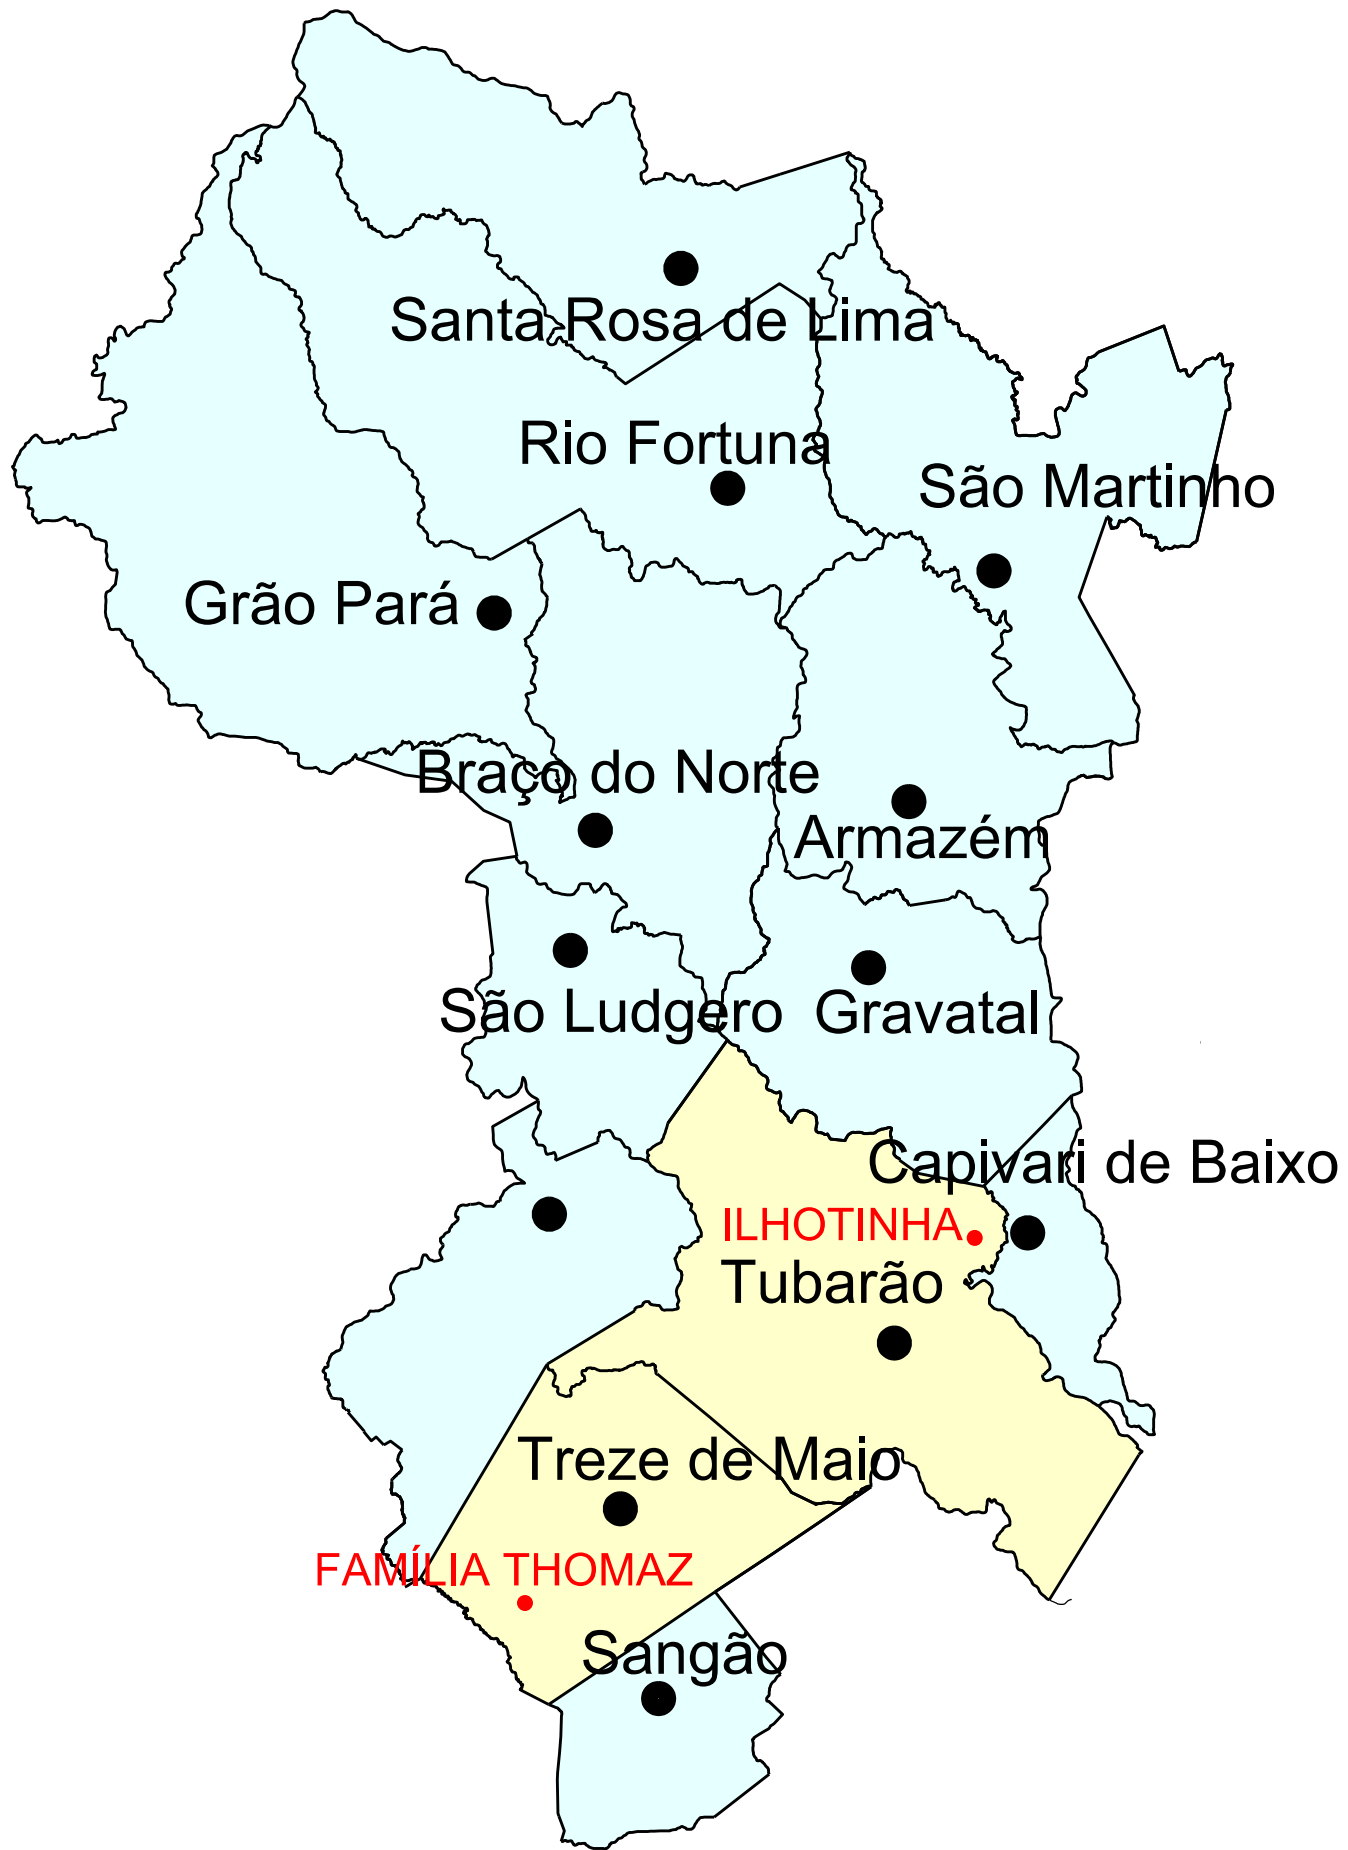 Santa Rosa de Lima
Rio Fortuna
São Martinho
Grão Pará
Braço do Norte
Armazém
São Ludgero
Gravatal
Capivari de Baixo
ILHOTINHA
Tubarão
Treze de Maio
FAMÍLIA THOMAZ
Sangão